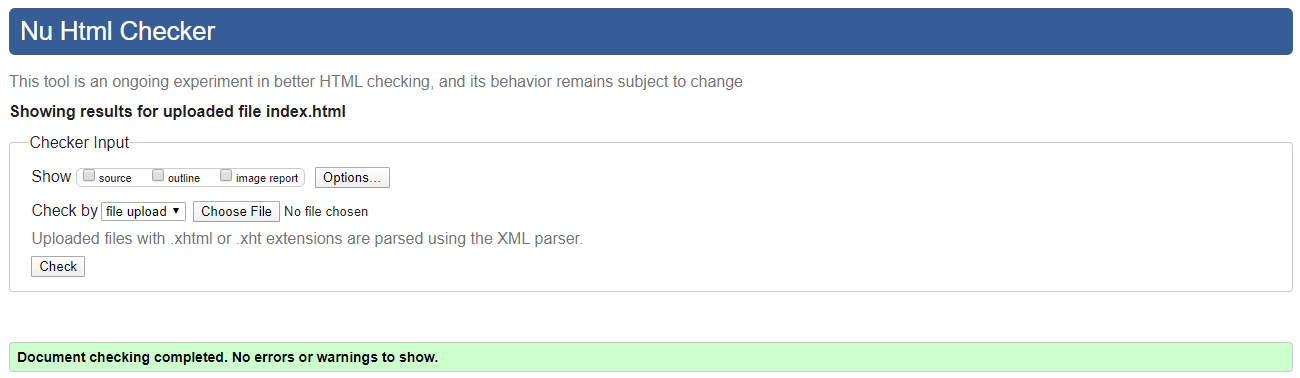 Nu Html Checker
This tool is an ongoing experiment in better HTML checking, and its behavior remains subject to change
Showing results for uploaded file index.html
Checker Input
Show source outline image report Options...
Check by file upload ▼ Choose File No file chosen
Uploaded files with .xhtml or .xht extensions are parsed using the XML parser.
Check
Document checking completed. No errors or warnings to show.